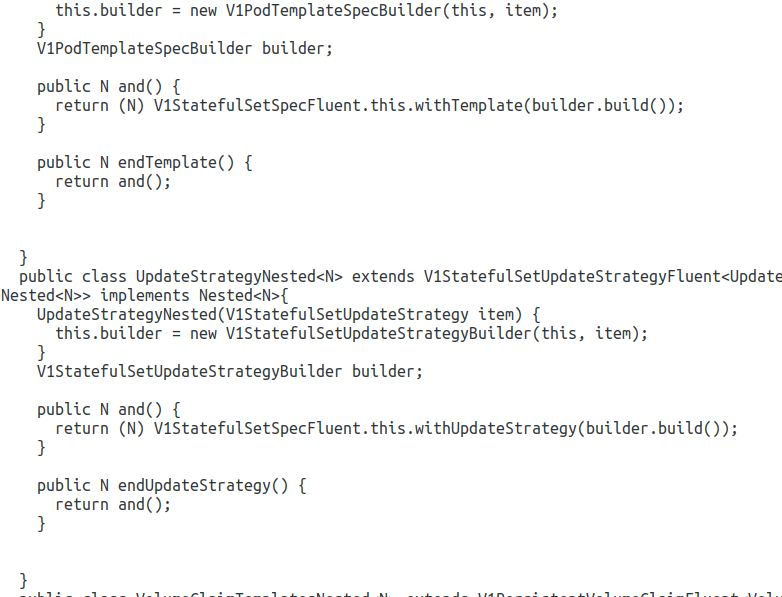 this.builder = new V1PodTemplateSpecBuilder(this, item);
    }
    V1PodTemplateSpecBuilder builder;

    public N and() {
      return (N) V1StatefulSetSpecFluent.this.withTemplate(builder.build());
    }

    public N endTemplate() {
      return and();
    }


  }
  public class UpdateStrategyNested<N> extends V1StatefulSetUpdateStrategyFluent<Update
Nested<N>> implements Nested<N>{
    UpdateStrategyNested(V1StatefulSetUpdateStrategy item) {
      this.builder = new V1StatefulSetUpdateStrategyBuilder(this, item);
    }
    V1StatefulSetUpdateStrategyBuilder builder;

    public N and() {
      return (N) V1StatefulSetSpecFluent.this.withUpdateStrategy(builder.build());
    }

    public N endUpdateStrategy() {
      return and();
    }


  }